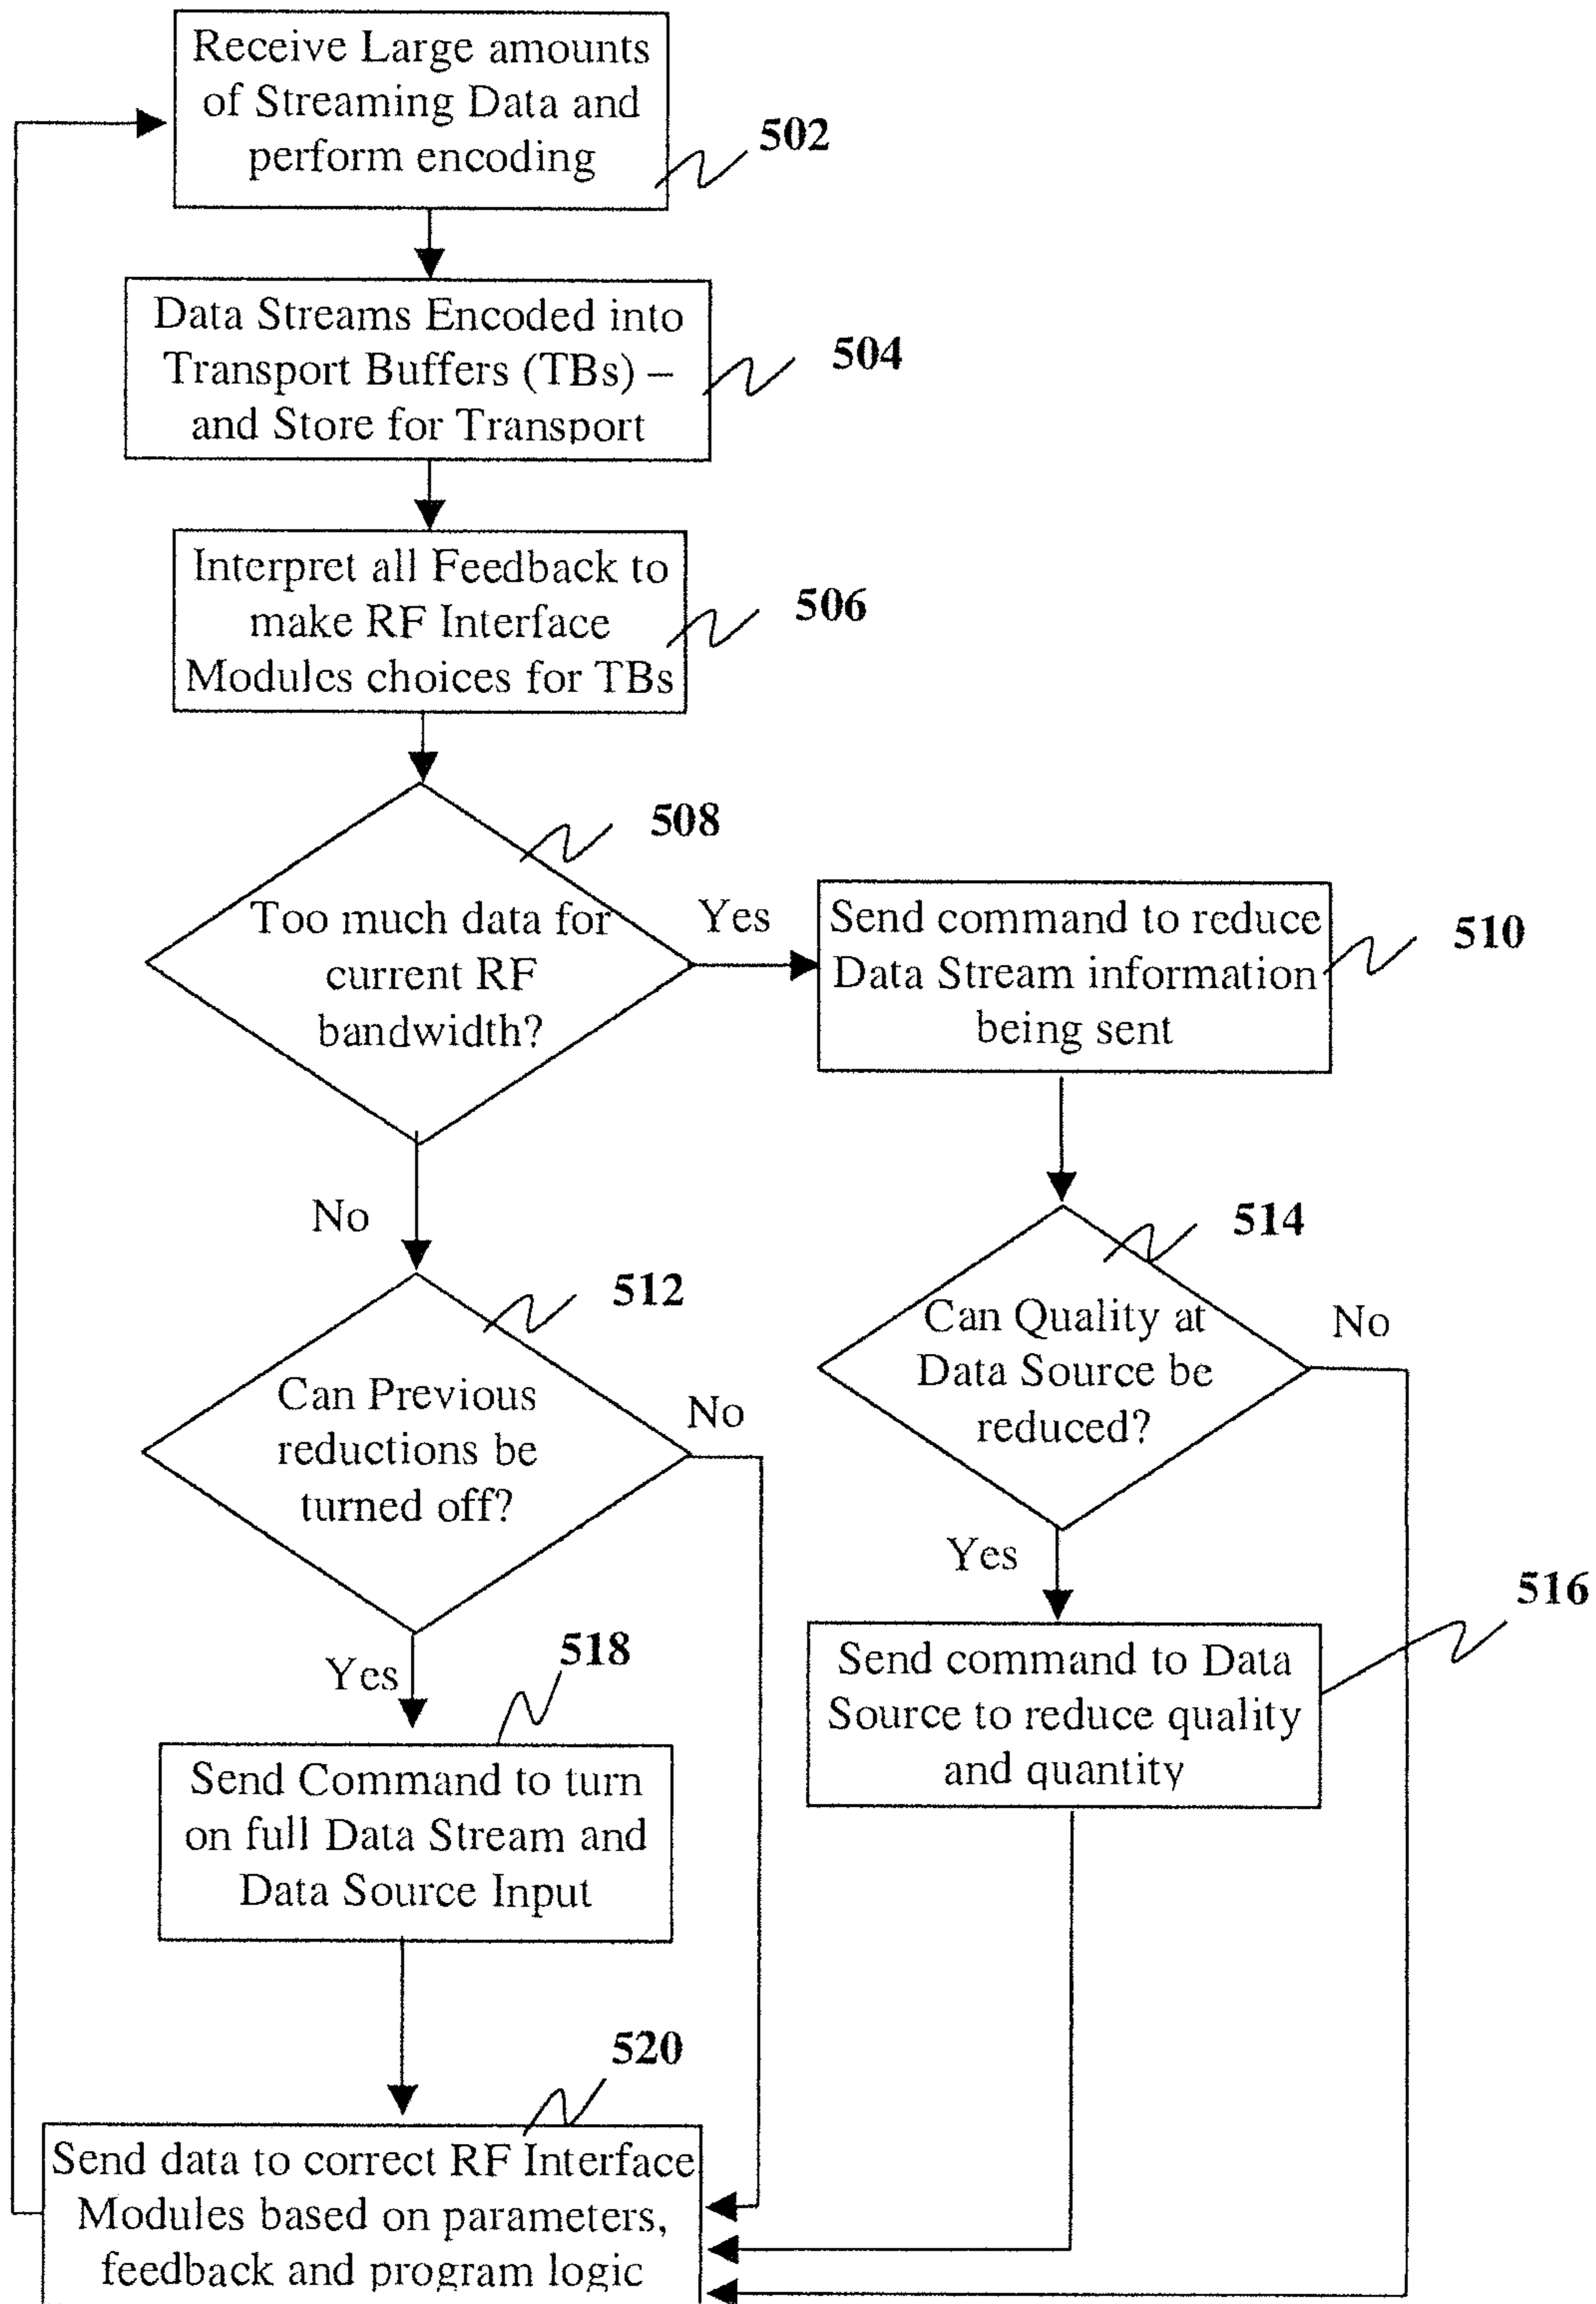 Receive Large amounts
of Streaming Data and
perform encoding
502
Data Streams Encoded into
Transport Buffers (TBs) –
and Store for Transport
504
Interpret all Feedback to
make RF Interface
Modules choices for TBs
506
508
Too much data for
current RF
bandwidth?
Yes
Send command to reduce
Data Stream information
being sent
510
No
512
Can Previous
reductions be
turned off?
No
514
Can Quality at
Data Source be
reduced?
No
Yes
516
Send command to Data
Source to reduce quality
and quantity
Yes
518
Send Command to turn
on full Data Stream and
Data Source Input
520
Send data to correct RF Interface
Modules based on parameters,
feedback and program logic